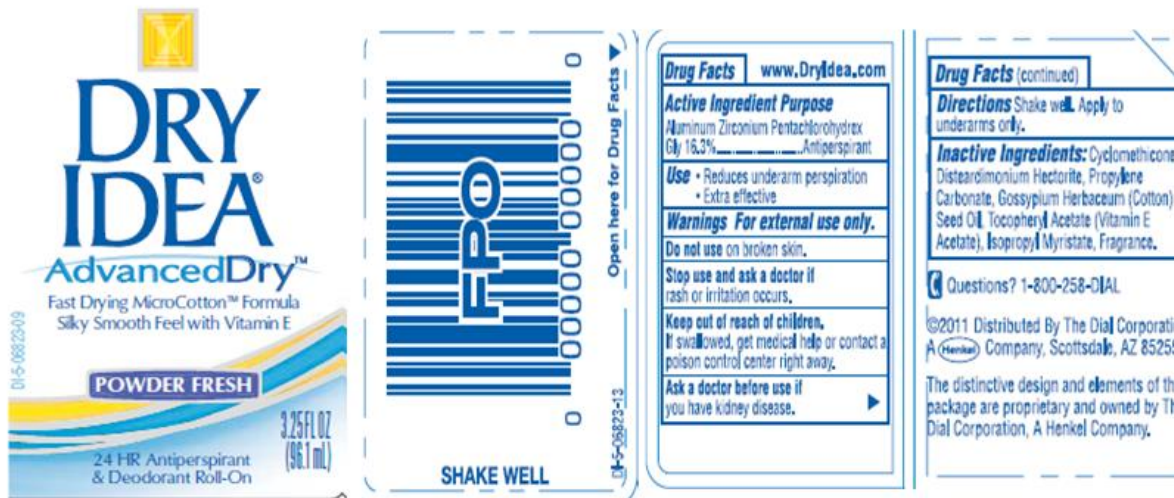 DRY
IDEA®
AdvancedDry™
Fast Drying MicroCotton™ Formula
Silky Smooth Feel with Vitamin E
DI-5-06823-09
POWDER FRESH
3.25FL OZ
(96.1 mL)
24 HR Antiperspirant
& Deodorant Roll-On
FPO
0 00000 00000 0
Open here for Drug Facts
DI-5-06823-13
SHAKE WELL
Drug Facts www.DryIdea.com
Active Ingredient Purpose
Aluminum Zirconium Pentachlorohydrex
Gly 16.3%..................Antiperspirant
Use • Reduces underarm perspiration
• Extra effective
Warnings For external use only.
Do not use on broken skin.
Stop use and ask a doctor if
rash or irritation occurs.
Keep out of reach of children.
If swallowed, get medical help or contact a
poison control center right away.
Ask a doctor before use if
you have kidney disease.
Drug Facts (continued)
Directions Shake well. Apply to
underarms only.
Inactive Ingredients: Cyclomethicone
Disteardimonium Hectorite, Propylene
Carbonate, Gossypium Herbaceum (Cotton)
Seed Oil, Tocopheryl Acetate (Vitamin E
Acetate), Isopropyl Myristate, Fragrance.
Questions? 1-800-258-DIAL
©2011 Distributed By The Dial Corporati
A Henkel Company, Scottsdale, AZ 85255
The distinctive design and elements of th
package are proprietary and owned by Th
Dial Corporation, A Henkel Company.